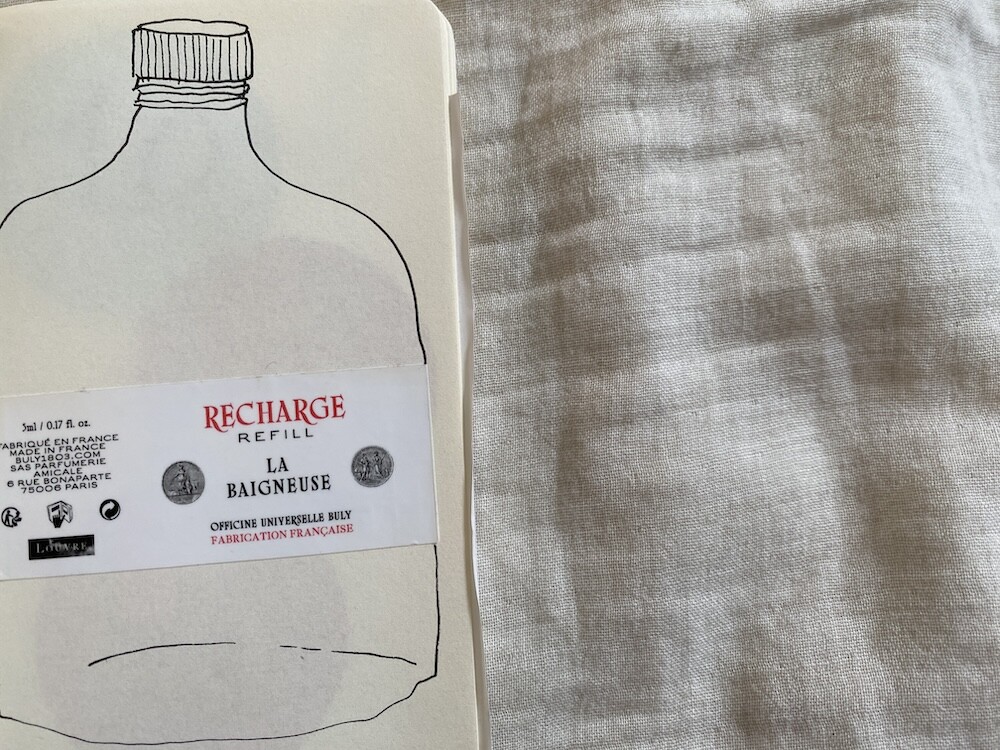 5ml / 0.17 fl. oz.
FABRIQUÉ EN FRANCE
MADE IN FRANCE
BULY1803.COM
SAS PARFUMERIE
AMICALE
6 RUE BONAPARTE
75006 PARIS
LOUVRE
RECHARGE
REFILL
LA
BAIGNEUSE
OFFICINE UNIVERSELLE BULY
FABRICATION FRANÇAISE